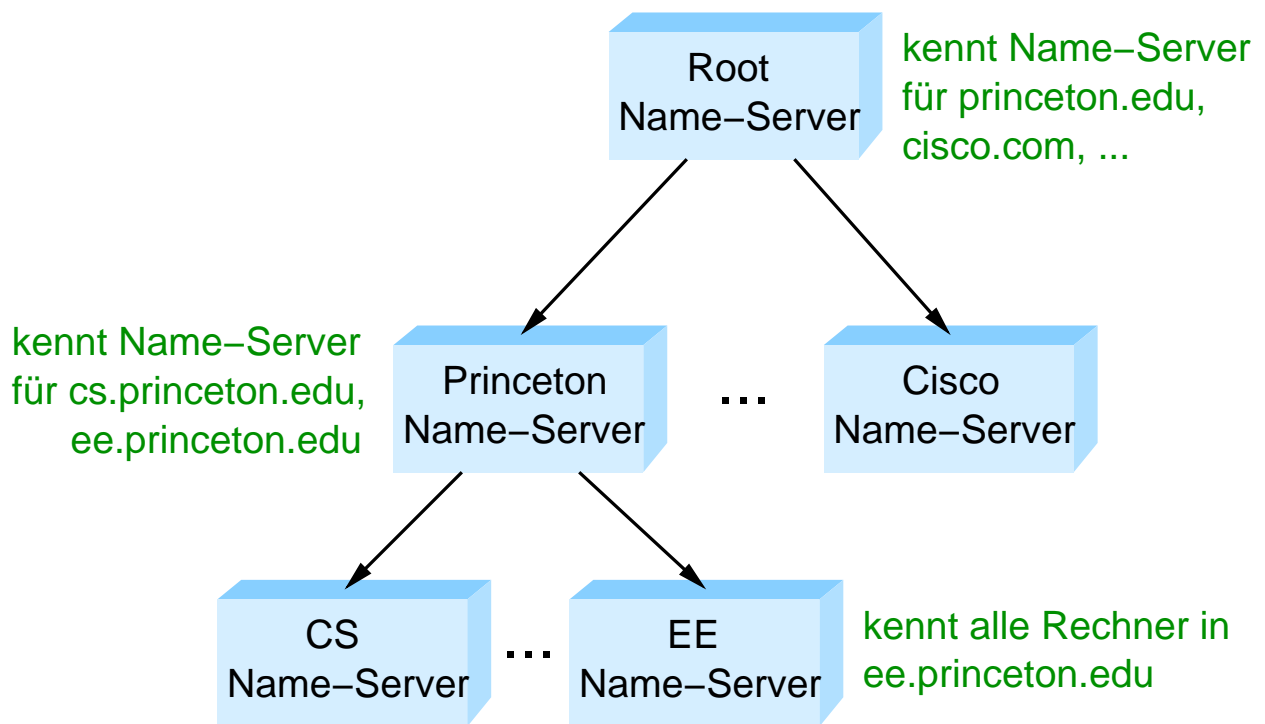 Root
Name−Server
kennt Name−Server
für princeton.edu,
cisco.com, ...
kennt Name−Server
für cs.princeton.edu,
ee.princeton.edu
Princeton
Name−Server
...
Cisco
Name−Server
CS
Name−Server
...
EE
Name−Server
kennt alle Rechner in
ee.princeton.edu